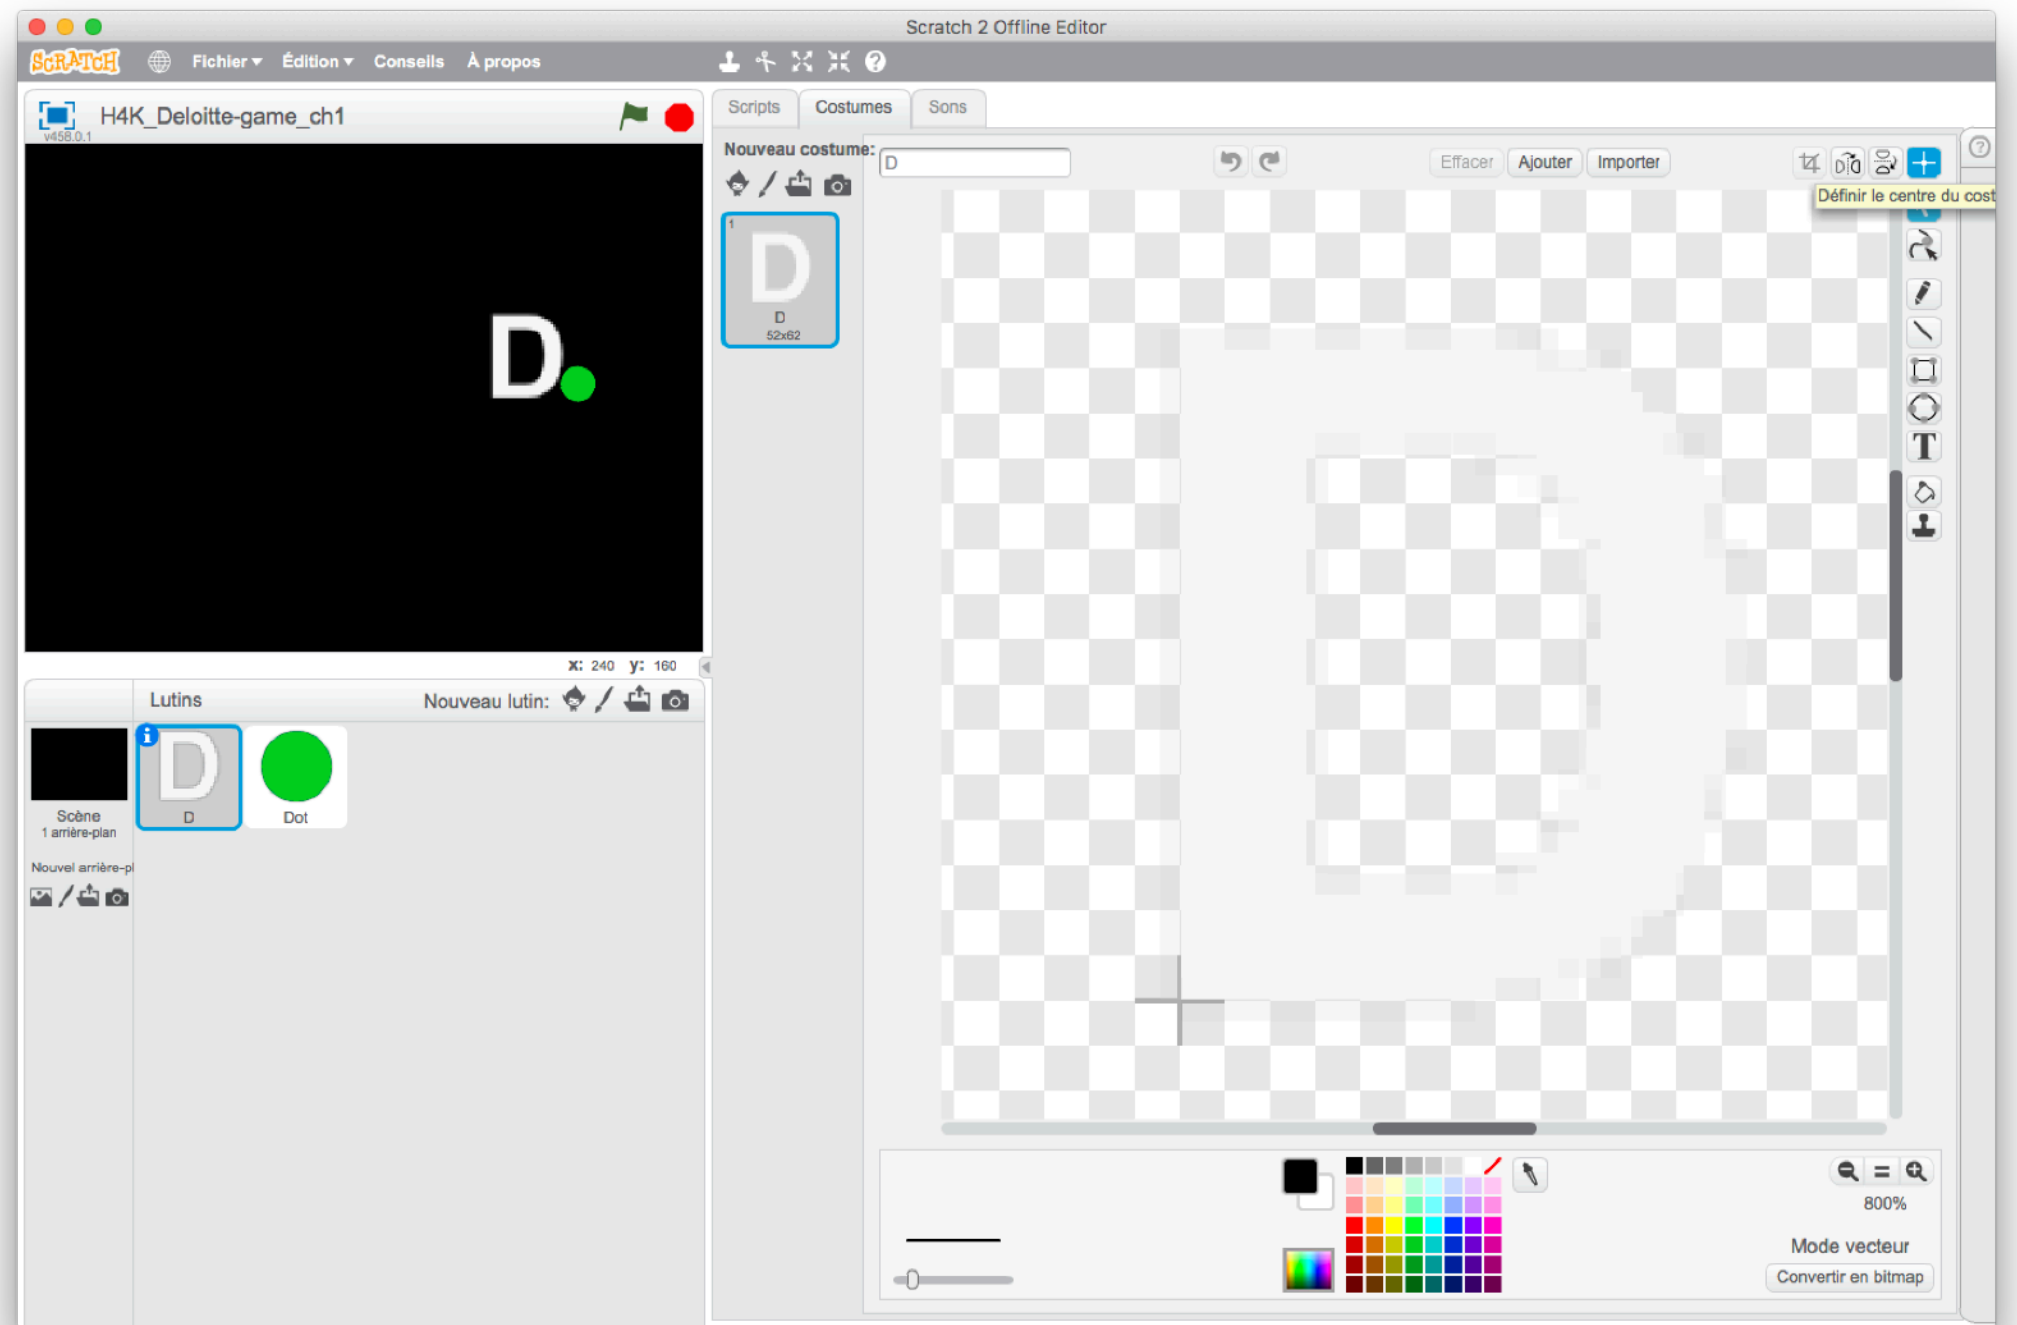 Scratch 2 Offline Editor
SCRATCH Fichier Édition Conseils À propos
H4K_Deloitte-game_ch1
v458.0.1
D
x: 240 y: 160
Lutins Nouveau lutin:
Scène
1 arrière-plan
Nouvel arrière-pl
D
D
Dot
Scripts Costumes Sons
Nouveau costume:
D
Effacer Ajouter Importer
Définir le centre du cost
1
D
D
52x62
D
T
800%
Mode vecteur
Convertir en bitmap